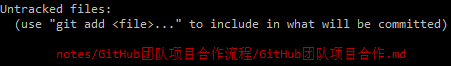 Untracked files:
(use "git add <file>..." to include in what will be committed)
notes/GitHub团队项目合作流程/GitHub团队项目合作.md